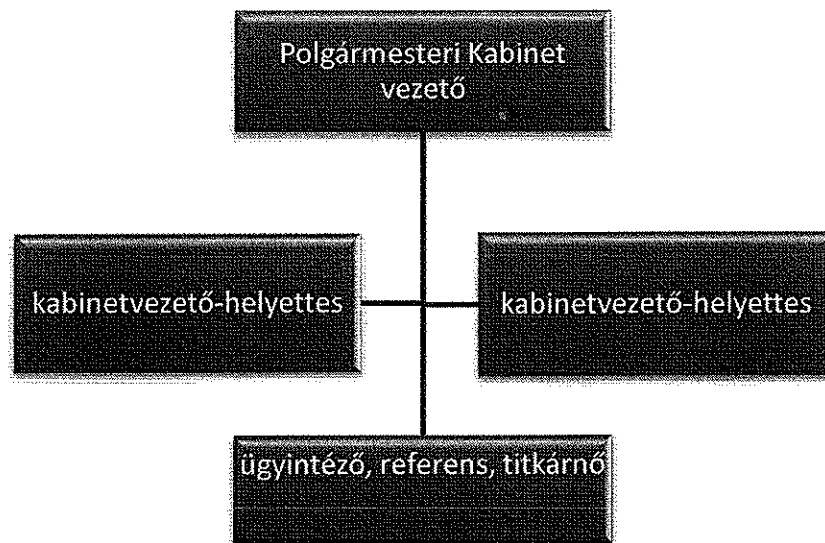 Polgármesteri Kabinet
vezető
kabinetvezető-helyettes
kabinetvezető-helyettes
ügyintéző, referens, titkárnő